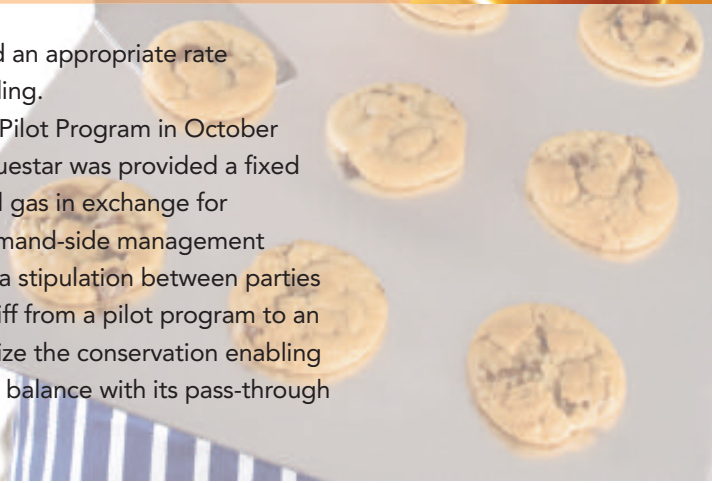 an appropriate rate
ling.
Pilot Program in October
uestar was provided a fixed
gas in exchange for
mand-side management
a stipulation between parties
iff from a pilot program to an
ize the conservation enabling
balance with its pass-through